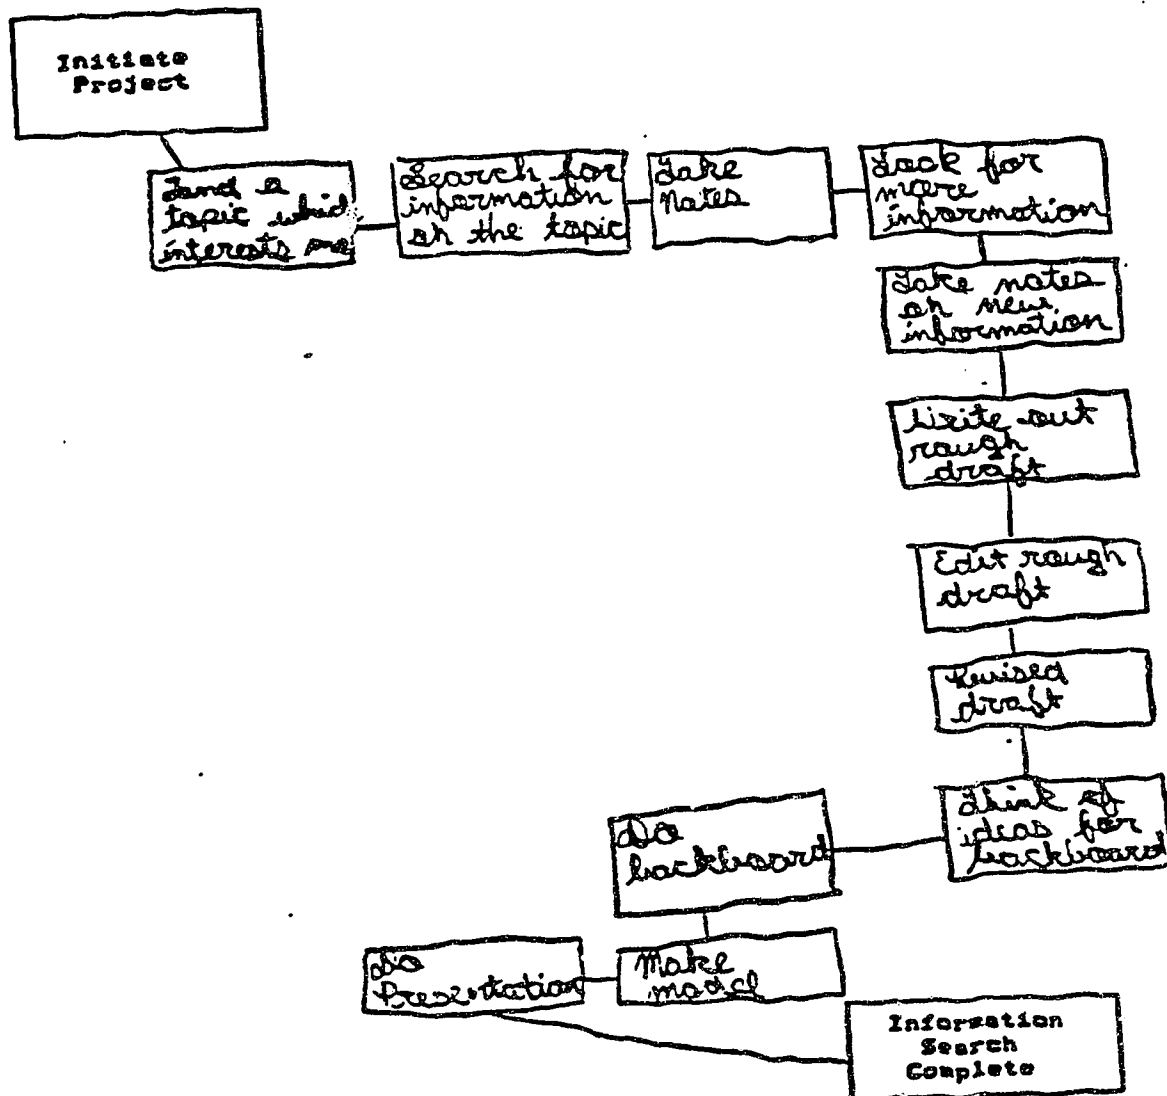 Initiate
Project
Find a
topic which
interests me
Search for
information
on the topic
Take
notes
Look for
more
information
Take notes
on new
information
Write out
rough
draft
Edit rough
draft
Revised
draft
Think of
ideas for
backboard
Do
backboard
Make
model
Do
Presentation
Information
Search
Complete